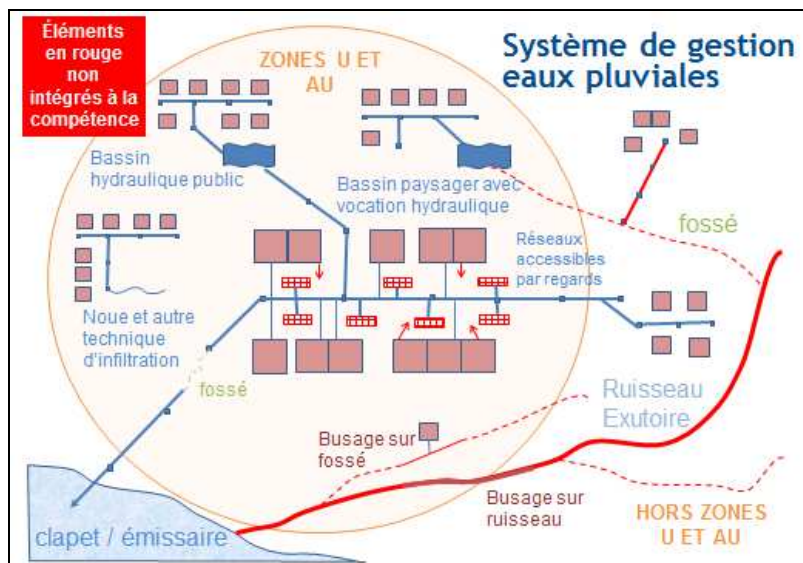 Éléments
en rouge
non
intégrés à la
compétence
ZONES U ET
AU
Système de gestion
eaux pluviales
Bassin
hydraulique public
Bassin paysager avec
vocation hydraulique
fossé
Réseaux
accessibles
par regards
Noue et autre
technique
d'infiltration
fossé
Ruisseau
Exutoire
Busage sur
fossé
Busage sur
ruisseau
clapet / émissaire
HORS ZONES
U ET AU